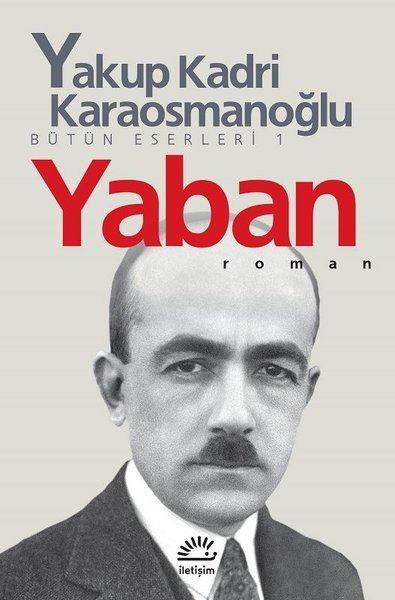 Yakup Kadri
Karaosmanoğlu
BÜTÜN ESERLERİ 1
Yaban
roman
iletişim